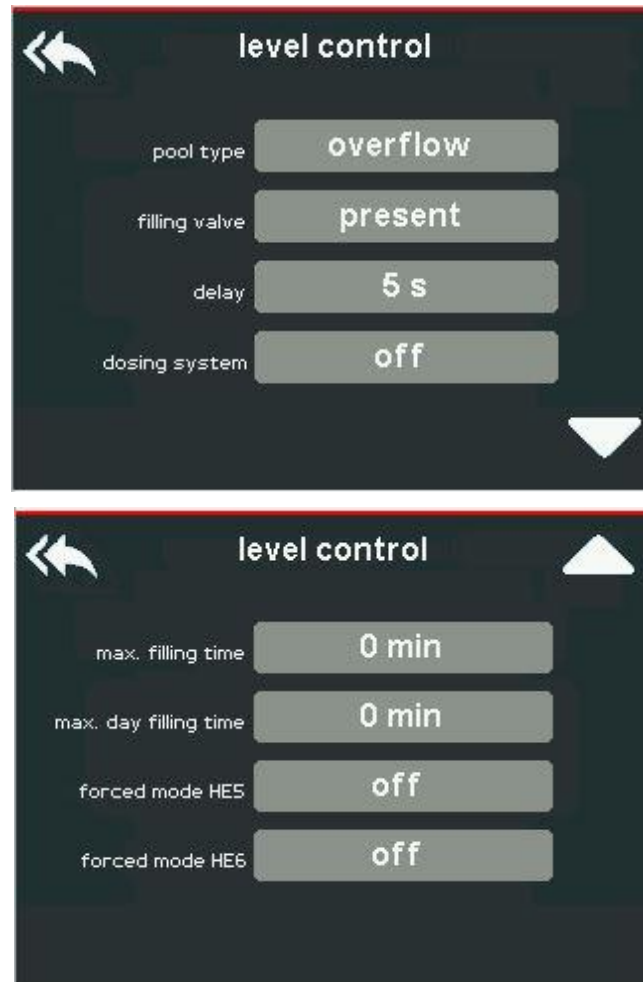 level control
pool type overflow
filling valve present
delay 5 s
dosing system off
level control
max. filling time 0 min
max. day filling time 0 min
forced mode HE5 off
forced mode HE6 off